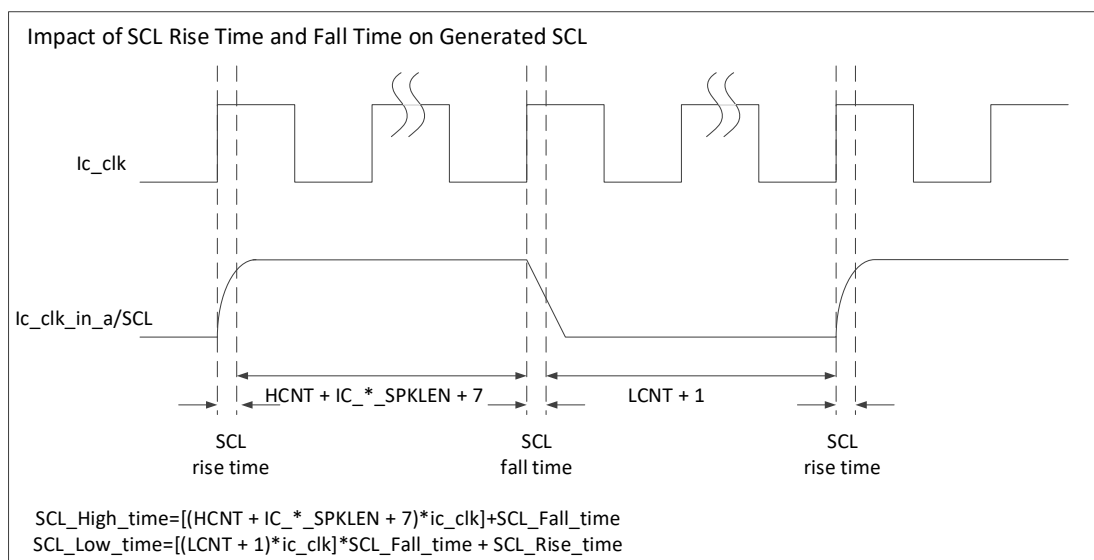 Impact of SCL Rise Time and Fall Time on Generated SCL
Ic_clk
Ic_clk_in_a/SCL
HCNT + IC_*_SPKLEN + 7
LCNT + 1
SCL
rise time
SCL
fall time
SCL
rise time
SCL_High_time=[(HCNT + IC_*_SPKLEN + 7)*ic_clk]+SCL_Fall_time
SCL_Low_time=[(LCNT + 1)*ic_clk]*SCL_Fall_time + SCL_Rise_time